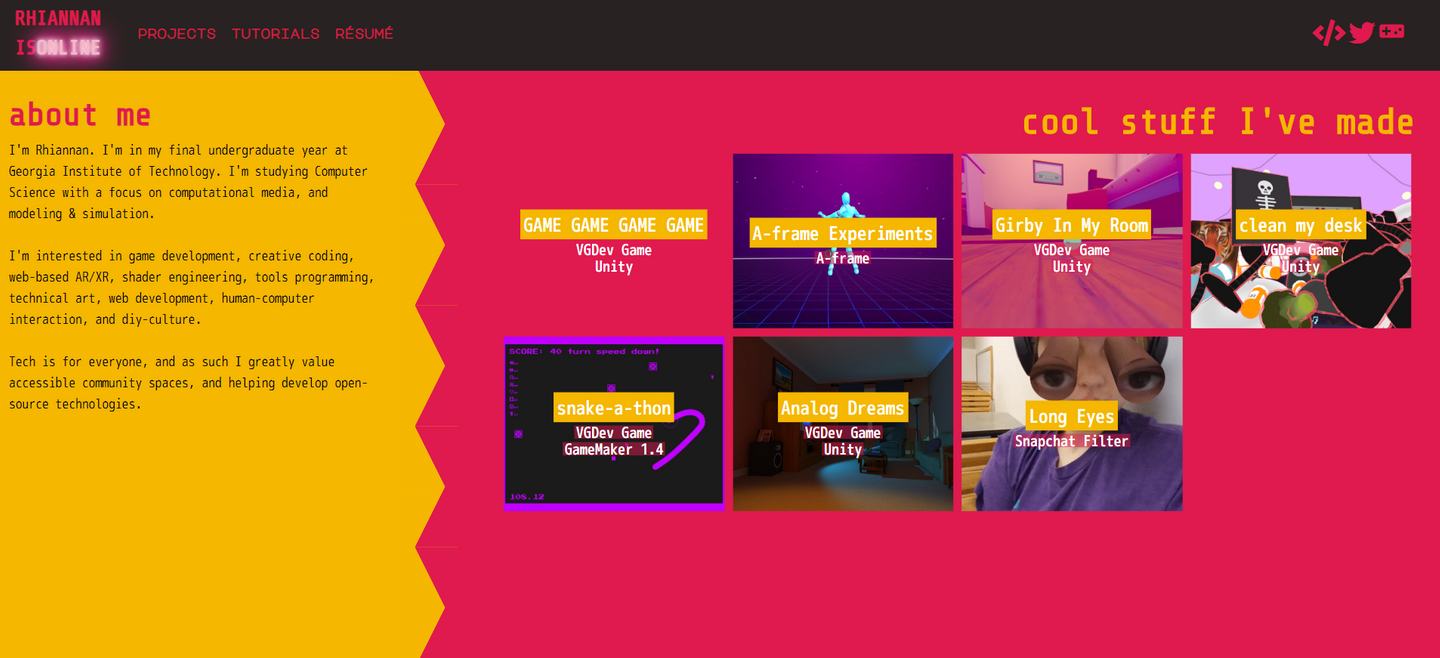 RHIANNAN
ISONLINE
PROJECTS TUTORIALS RÉSUMÉ
about me
I'm Rhiannan. I'm in my final undergraduate year at
Georgia Institute of Technology. I'm studying Computer
Science with a focus on computational media, and
modeling & simulation.
I'm interested in game development, creative coding,
web-based AR/XR, shader engineering, tools programming,
technical art, web development, human-computer
interaction, and diy-culture.
Tech is for everyone, and as such I greatly value
accessible community spaces, and helping develop open-
source technologies.
cool stuff I've made
GAME GAME GAME GAME
VGDev Game
Unity
A-frame Experiments
A-frame
Girby In My Room
VGDev Game
Unity
clean my desk
VGDev Game
Unity
SCORE: 40 turn speed down!
snake-a-thon
VGDev Game
GameMaker 1.4
108.12
Analog Dreams
VGDev Game
Unity
Long Eyes
Snapchat Filter